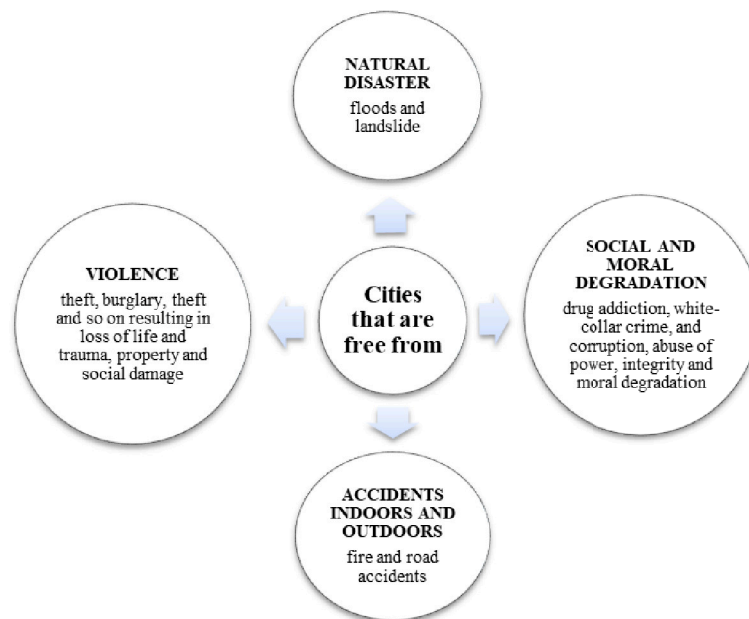 NATURAL
DISASTER
floods and
landslide
VIOLENCE
theft, burglary, theft
and so on resulting in
loss of life and
trauma, property and
social damage
Cities
that are
free from
SOCIAL AND
MORAL
DEGRADATION
drug addiction, white-
collar crime, and
corruption, abuse of
power, integrity and
moral degradation
ACCIDENTS
INDOORS AND
OUTDOORS
fire and road
accidents